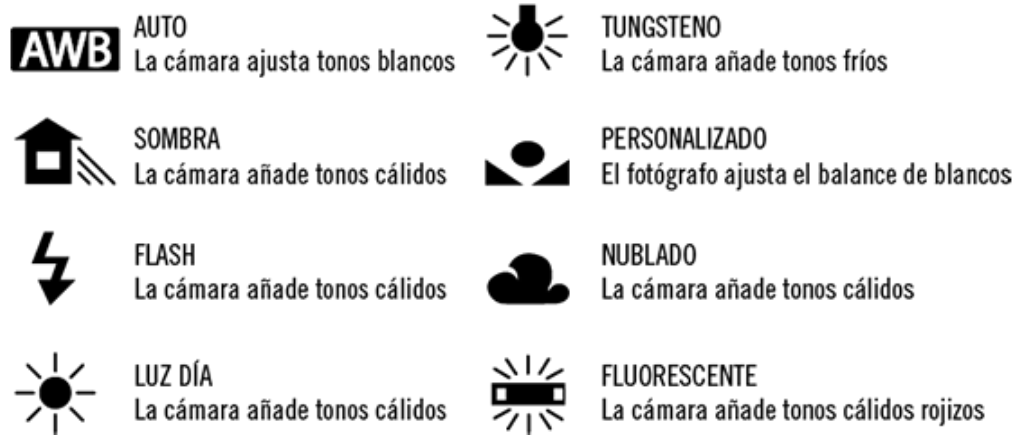 AWB
AUTO
La cámara ajusta tonos blancos
TUNGSTENO
La cámara añade tonos fríos
SOMBRA
La cámara añade tonos cálidos
PERSONALIZADO
El fotógrafo ajusta el balance de blancos
FLASH
La cámara añade tonos cálidos
NUBLADO
La cámara añade tonos cálidos
LUZ DÍA
La cámara añade tonos cálidos
FLUORESCENTE
La cámara añade tonos cálidos rojizos